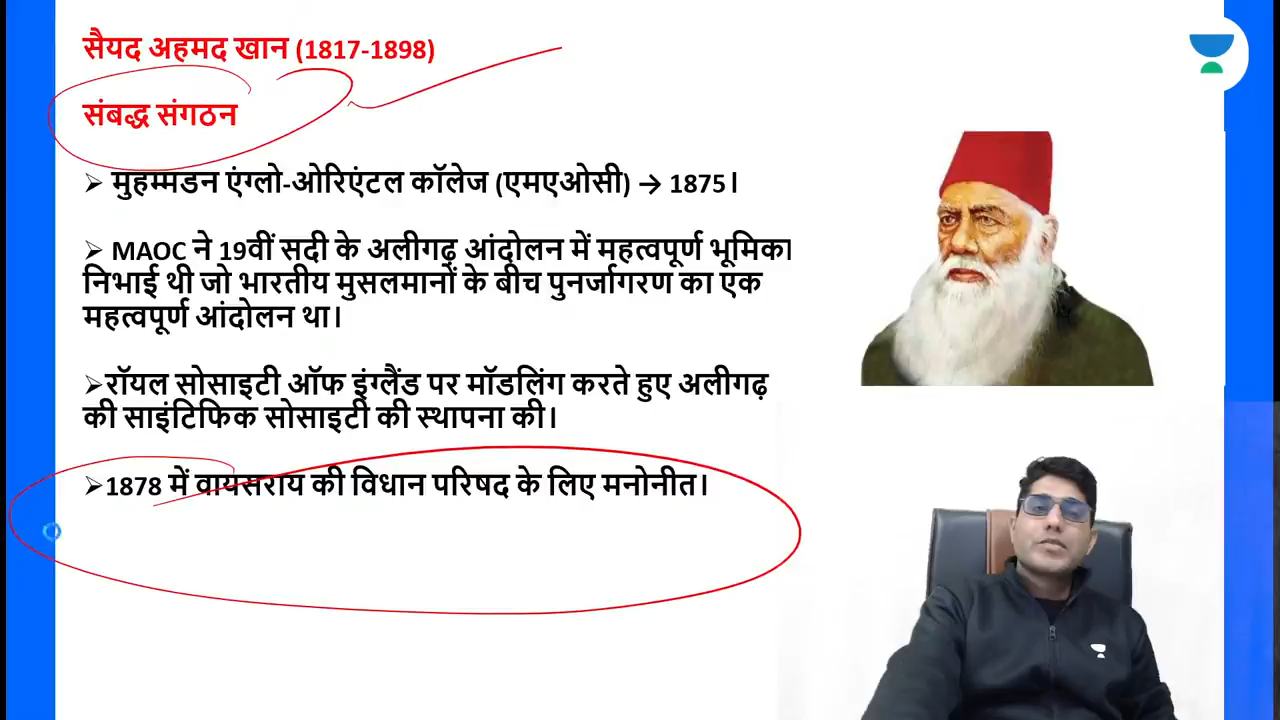 सैयद अहमद खान (1817-1898)
संबद्ध संगठन
➢ मुहम्मडन एंग्लो-ओरिएंटल कॉलेज (एमएओसी) → 1875।
➢ MAOC ने 19वीं सदी के अलीगढ़ आंदोलन में महत्वपूर्ण भूमिका
निभाई थी जो भारतीय मुसलमानों के बीच पुनर्जागरण का एक
महत्वपूर्ण आंदोलन था।
➢रॉयल सोसाइटी ऑफ इंग्लैंड पर मॉडलिंग करते हुए अलीगढ़
की साइंटिफिक सोसाइटी की स्थापना की।
➢1878 में वायसराय की विधान परिषद के लिए मनोनीत।